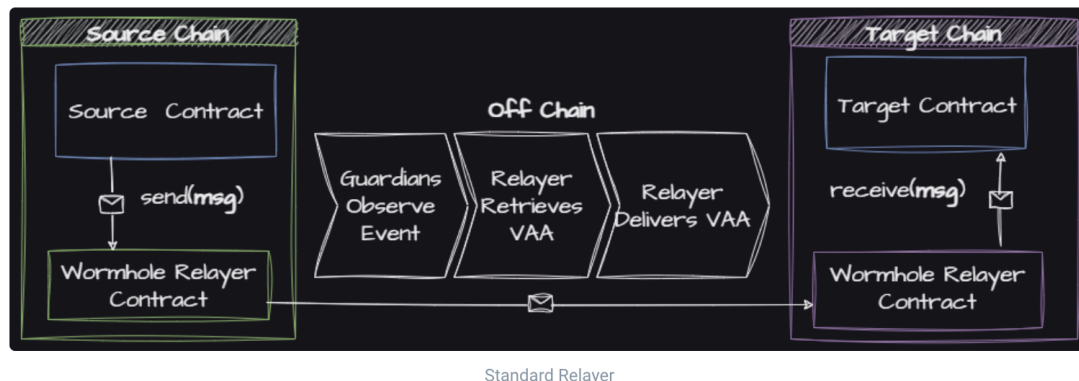 Source Chain
Source Contract
send(msg)
Wormhole Relayer
Contract
Off Chain
Guardians
Observe
Event
Relayer
Retrieves
VAA
Relayer
Delivers VAA
Target Chain
Target Contract
receive(msg)
Wormhole Relayer
Contract
Standard Relayer